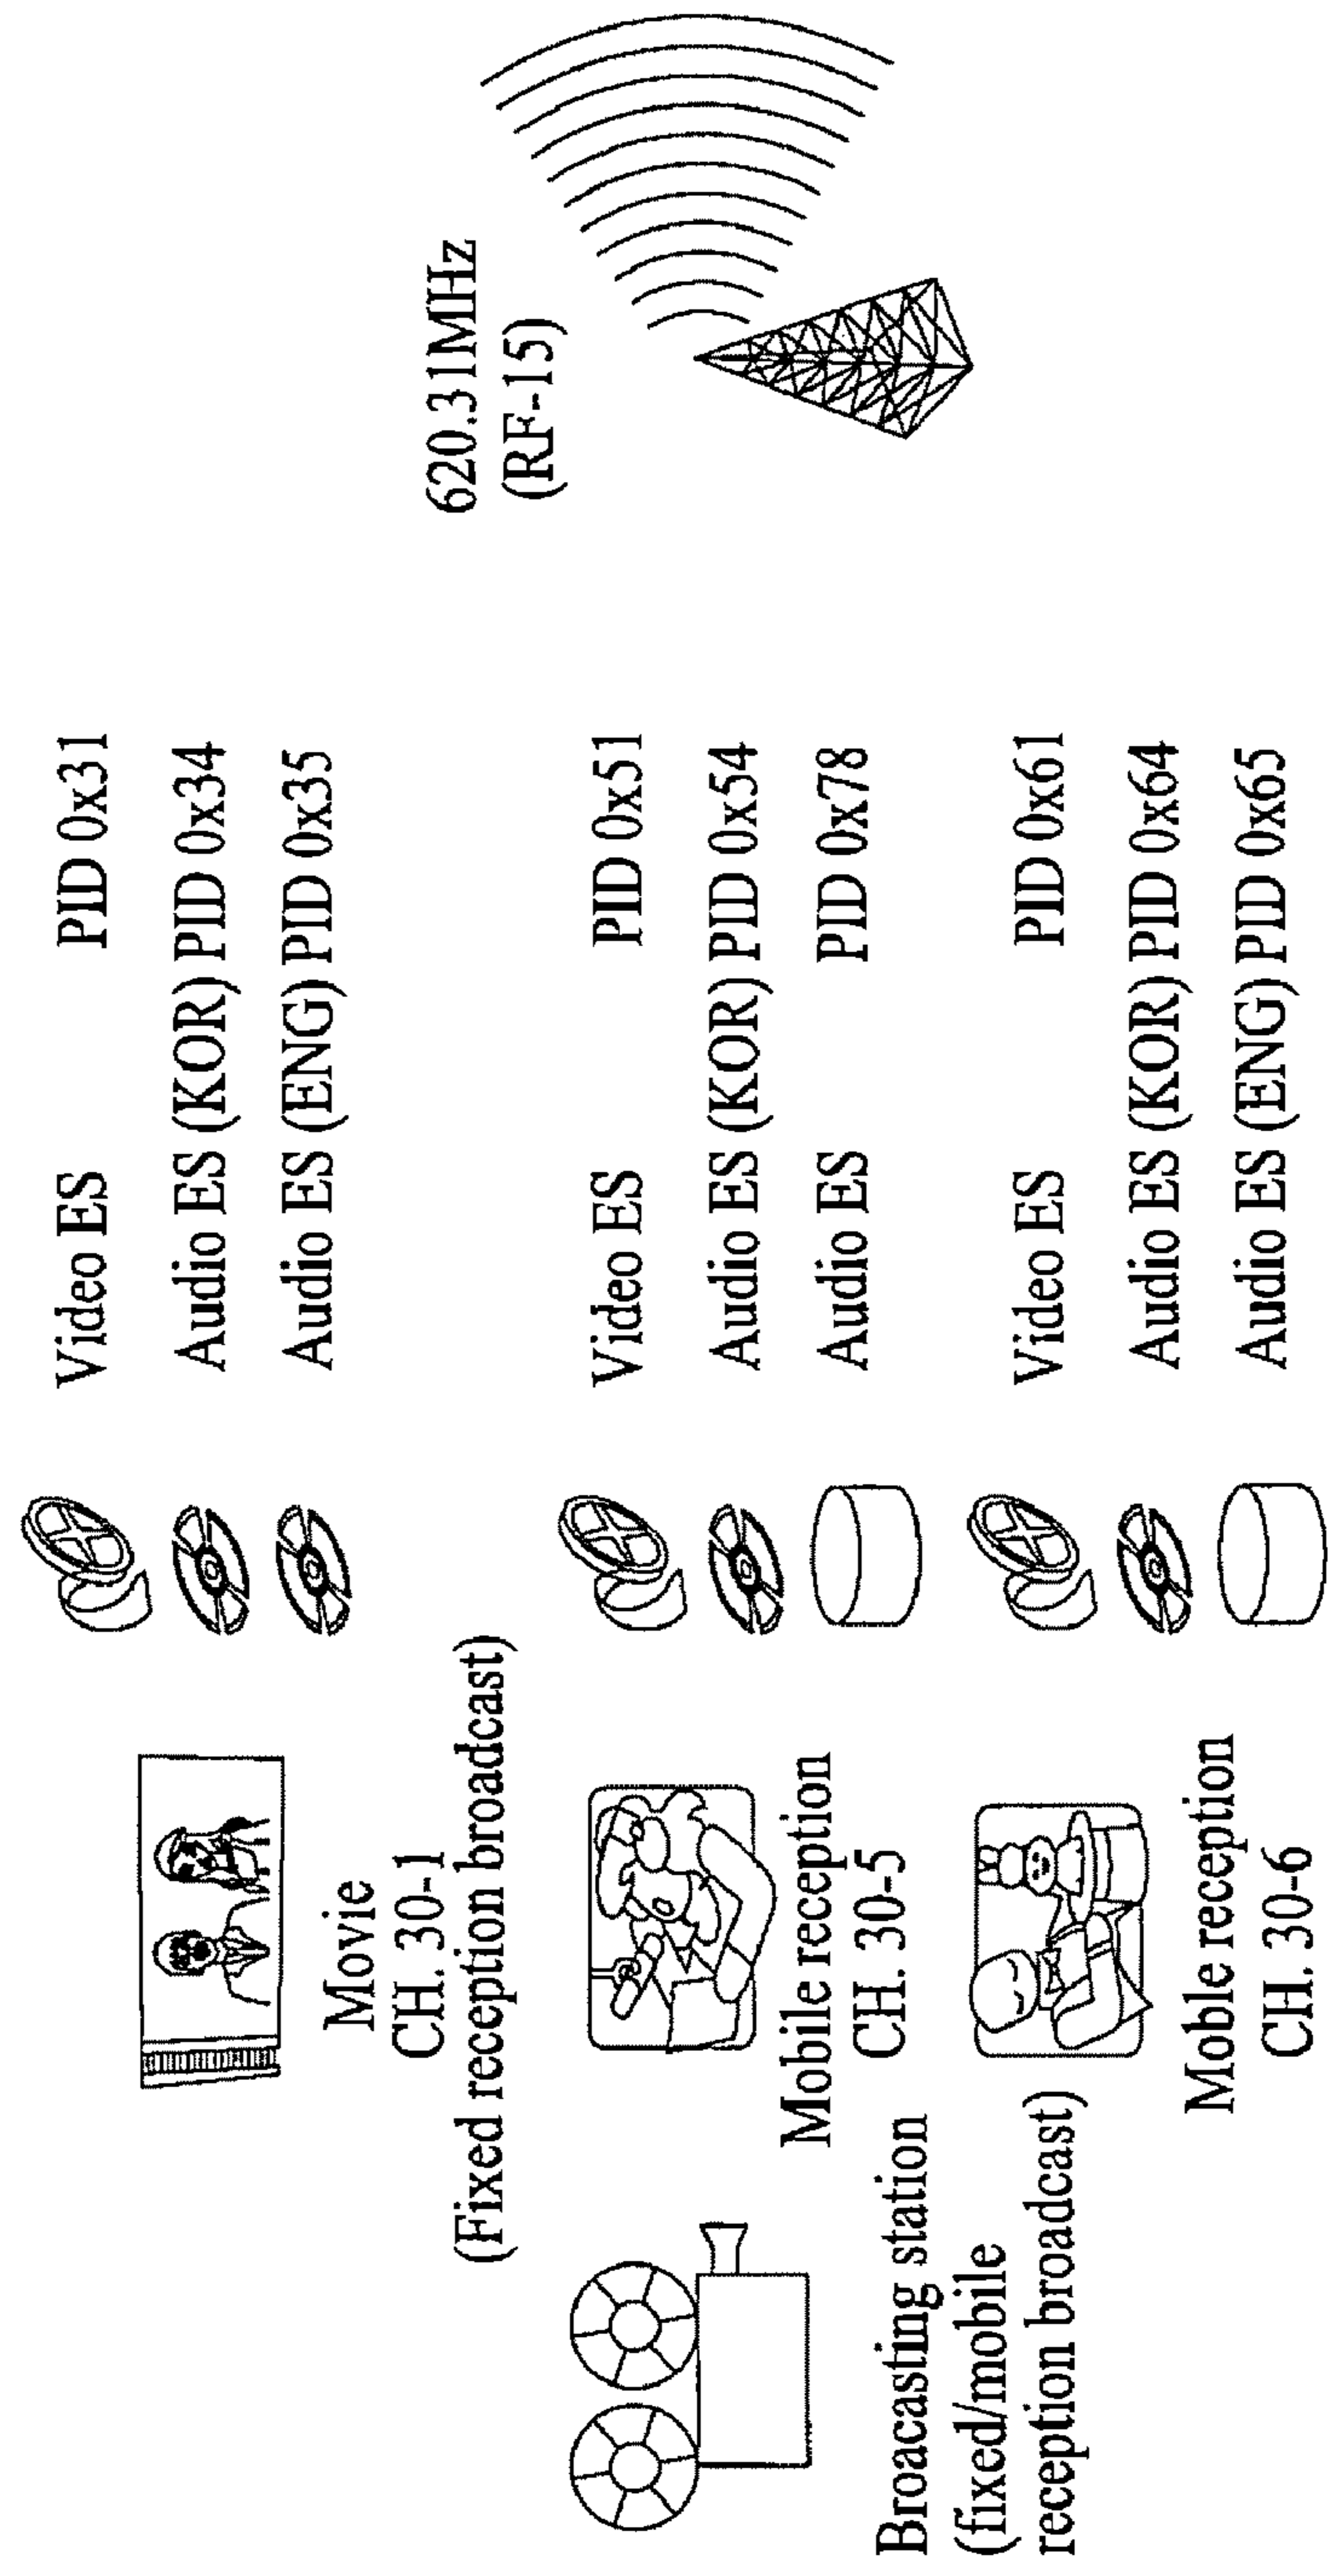 Broacasting station
(fixed/mobile
reception broadcast)
Movie
CH. 30-1
(Fixed reception broadcast)
Video ES PID 0x31
Audio ES (KOR) PID 0x34
Audio ES (ENG) PID 0x35
Mobile reception
CH. 30-5
Video ES PID 0x51
Audio ES (KOR) PID 0x54
Audio ES PID 0x78
Moble reception
CH. 30-6
Video ES PID 0x61
Audio ES (KOR) PID 0x64
Audio ES (ENG) PID 0x65
620.31MHz
(RF-15)